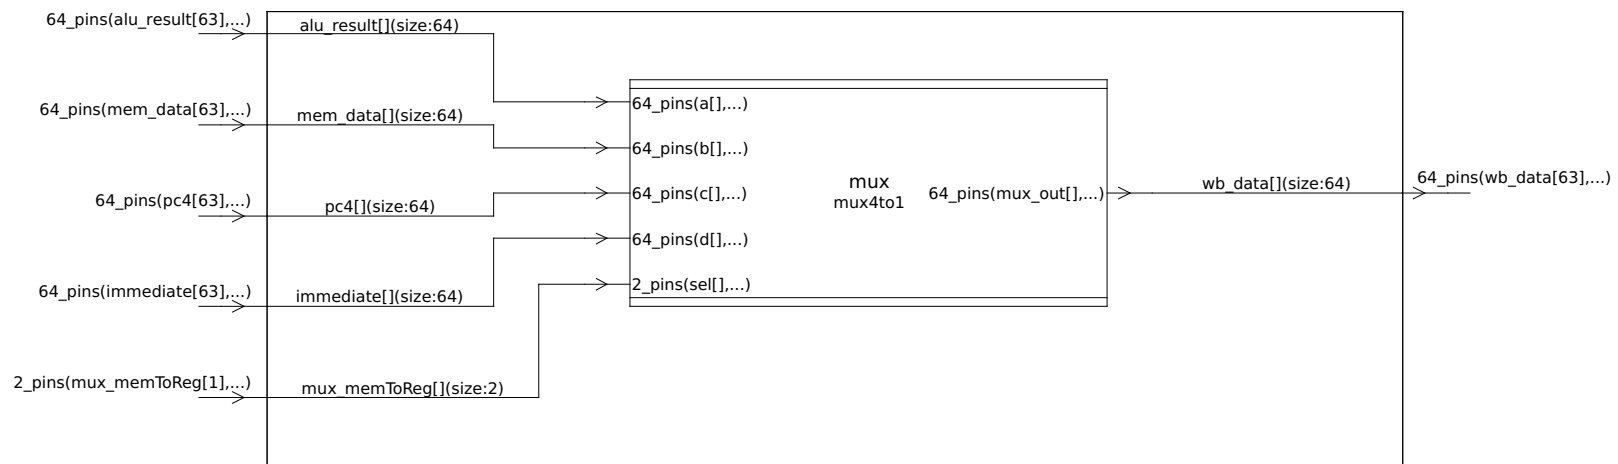 64_pins(alu_result[63],...)
alu_result[](size:64)
64_pins(a[],...)
64_pins(mem_data[63],...)
mem_data[](size:64)
64_pins(b[],...)
64_pins(pc4[63],...)
pc4[](size:64)
64_pins(c[],...)
mux
mux4to1
64_pins(mux_out[],...)
wb_data[](size:64)
64_pins(wb_data[63],...)
64_pins(d[],...)
64_pins(immediate[63],...)
immediate[](size:64)
2_pins(sel[],...)
2_pins(mux_memToReg[1],...)
mux_memToReg[](size:2)